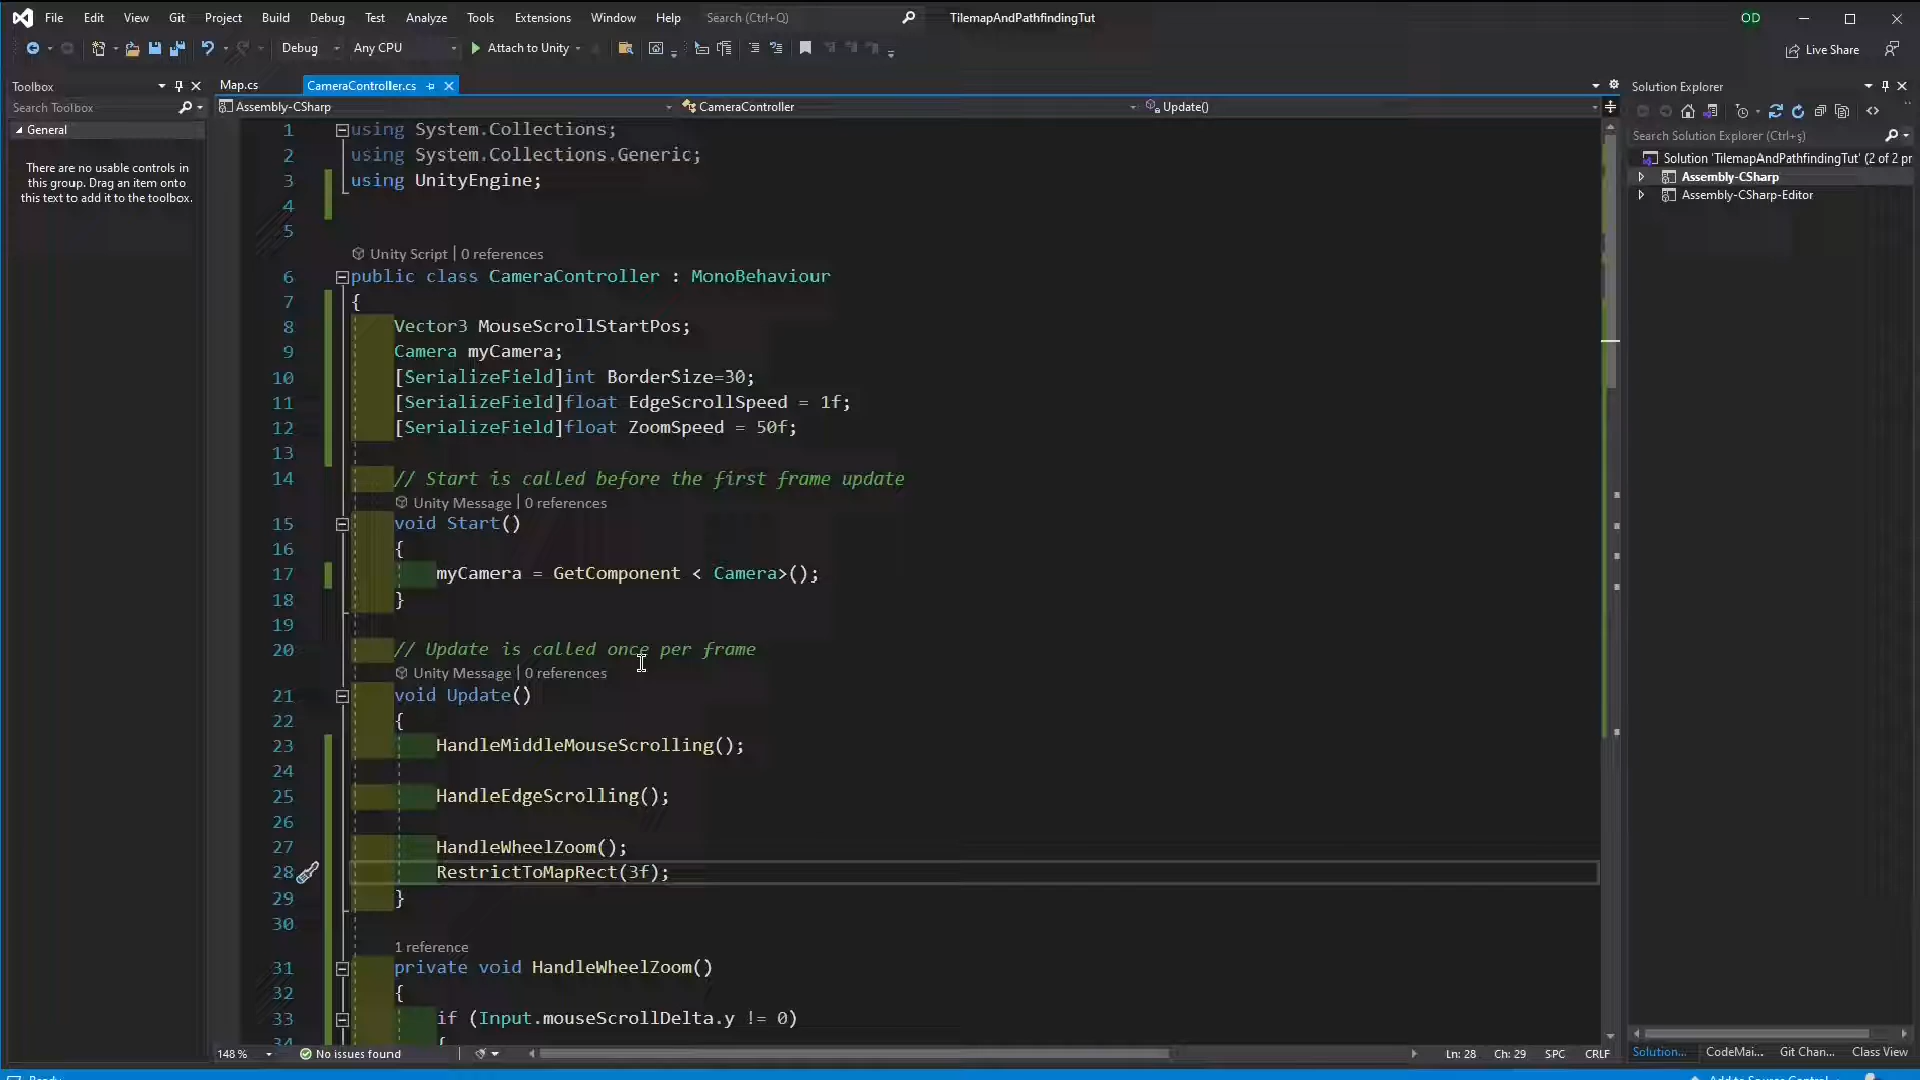 File Edit View Git Project Build Debug Test Analyze Tools Extensions Window Help Search (Ctrl+Q) TilemapAndPathfindingTut OD
Debug Any CPU Attach to Unity Live Share
Toolbox
Search Toolbox
General
There are no usable controls in
this group. Drag an item onto
this text to add it to the toolbox.
Map.cs CameraController.cs
Assembly-CSharp CameraController Update()
1 using System.Collections;
2 using System.Collections.Generic;
3 using UnityEngine;
4
5
Unity Script | 0 references
6 public class CameraController : MonoBehaviour
7 {
8 Vector3 MouseScrollStartPos;
9 Camera myCamera;
10 [SerializeField]int BorderSize=30;
11 [SerializeField]float EdgeScrollSpeed = 1f;
12 [SerializeField]float ZoomSpeed = 50f;
13
14 // Start is called before the first frame update
Unity Message | 0 references
15 void Start()
16 {
17 myCamera = GetComponent < Camera>();
18 }
19
20 // Update is called once per frame
Unity Message | 0 references
21 void Update()
22 {
23 HandleMiddleMouseScrolling();
24
25 HandleEdgeScrolling();
26
27 HandleWheelZoom();
28 RestrictToMapRect(3f);
29 }
30
1 reference
31 private void HandleWheelZoom()
32 {
33 if (Input.mouseScrollDelta.y != 0)
34 {
148 % No issues found Ln: 28 Ch: 29 SPC CRLF
Solution Explorer
Search Solution Explorer (Ctrl+ş)
Solution 'TilemapAndPathfindingTut' (2 of 2 pr
Assembly-CSharp
Assembly-CSharp-Editor
Solution... CodeMai... Git Chan... Class View
Ready Add to Source Control